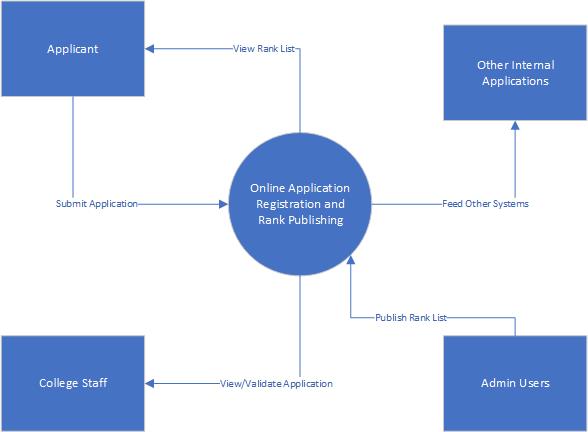 Applicant
View Rank List
Other Internal
Applications
Online Application
Registration and
Rank Publishing
Submit Application
Feed Other Systems
Publish Rank List
College Staff
View/Validate Application
Admin Users